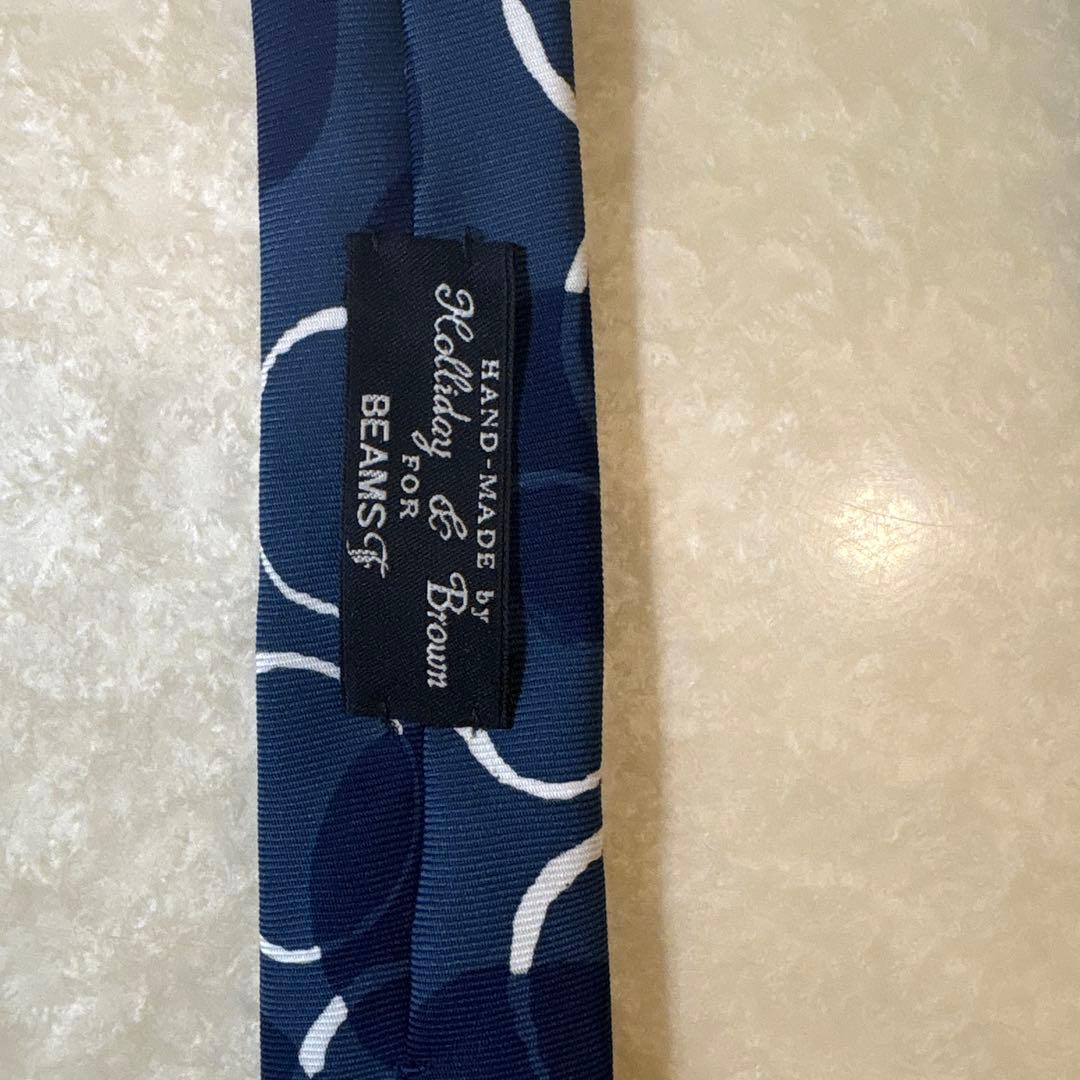 HAND-MADE by
Holliday & Brown
FOR
BEAMS F